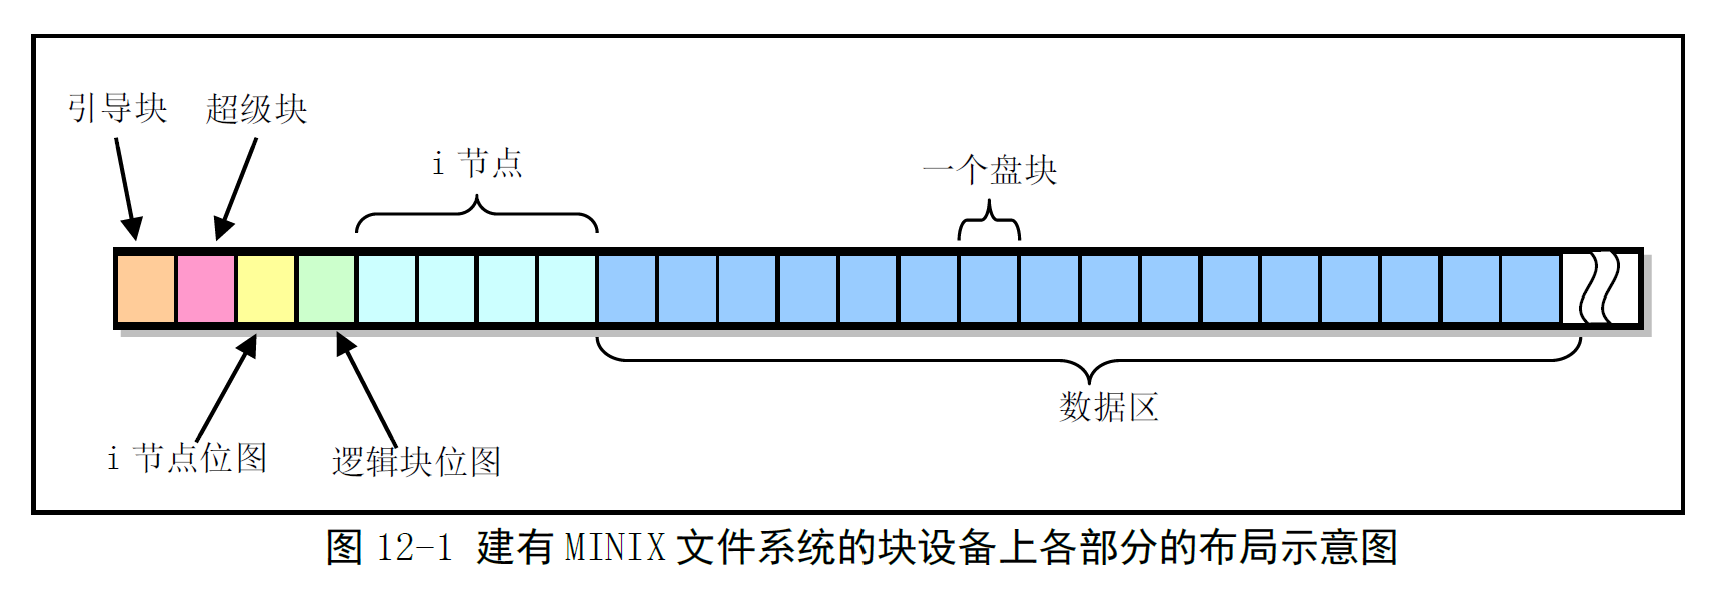 引导块 超级块
i 节点
一个盘块
数据区
i 节点位图
逻辑块位图
图 12-1 建有 MINIX 文件系统的块设备上各部分的布局示意图